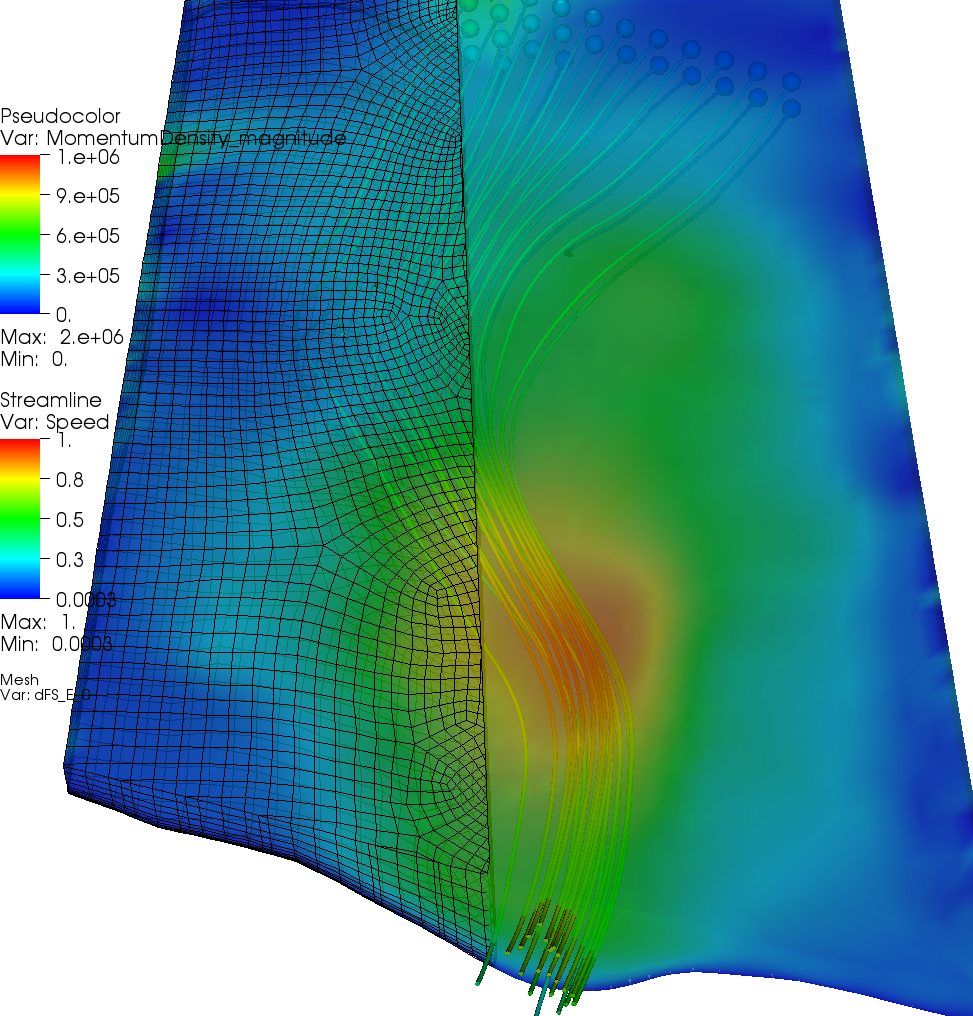 Pseudocolor
Var: MomentumDensity_magnitude
1.e+06
9.e+05
6.e+05
3.e+05
0.
Max: 2.e+06
Min: 0.
Streamline
Var: Speed
1.
0.8
0.5
0.3
0.0003
Max: 1.
Min: 0.0003
Mesh
Var: dFS_E_0